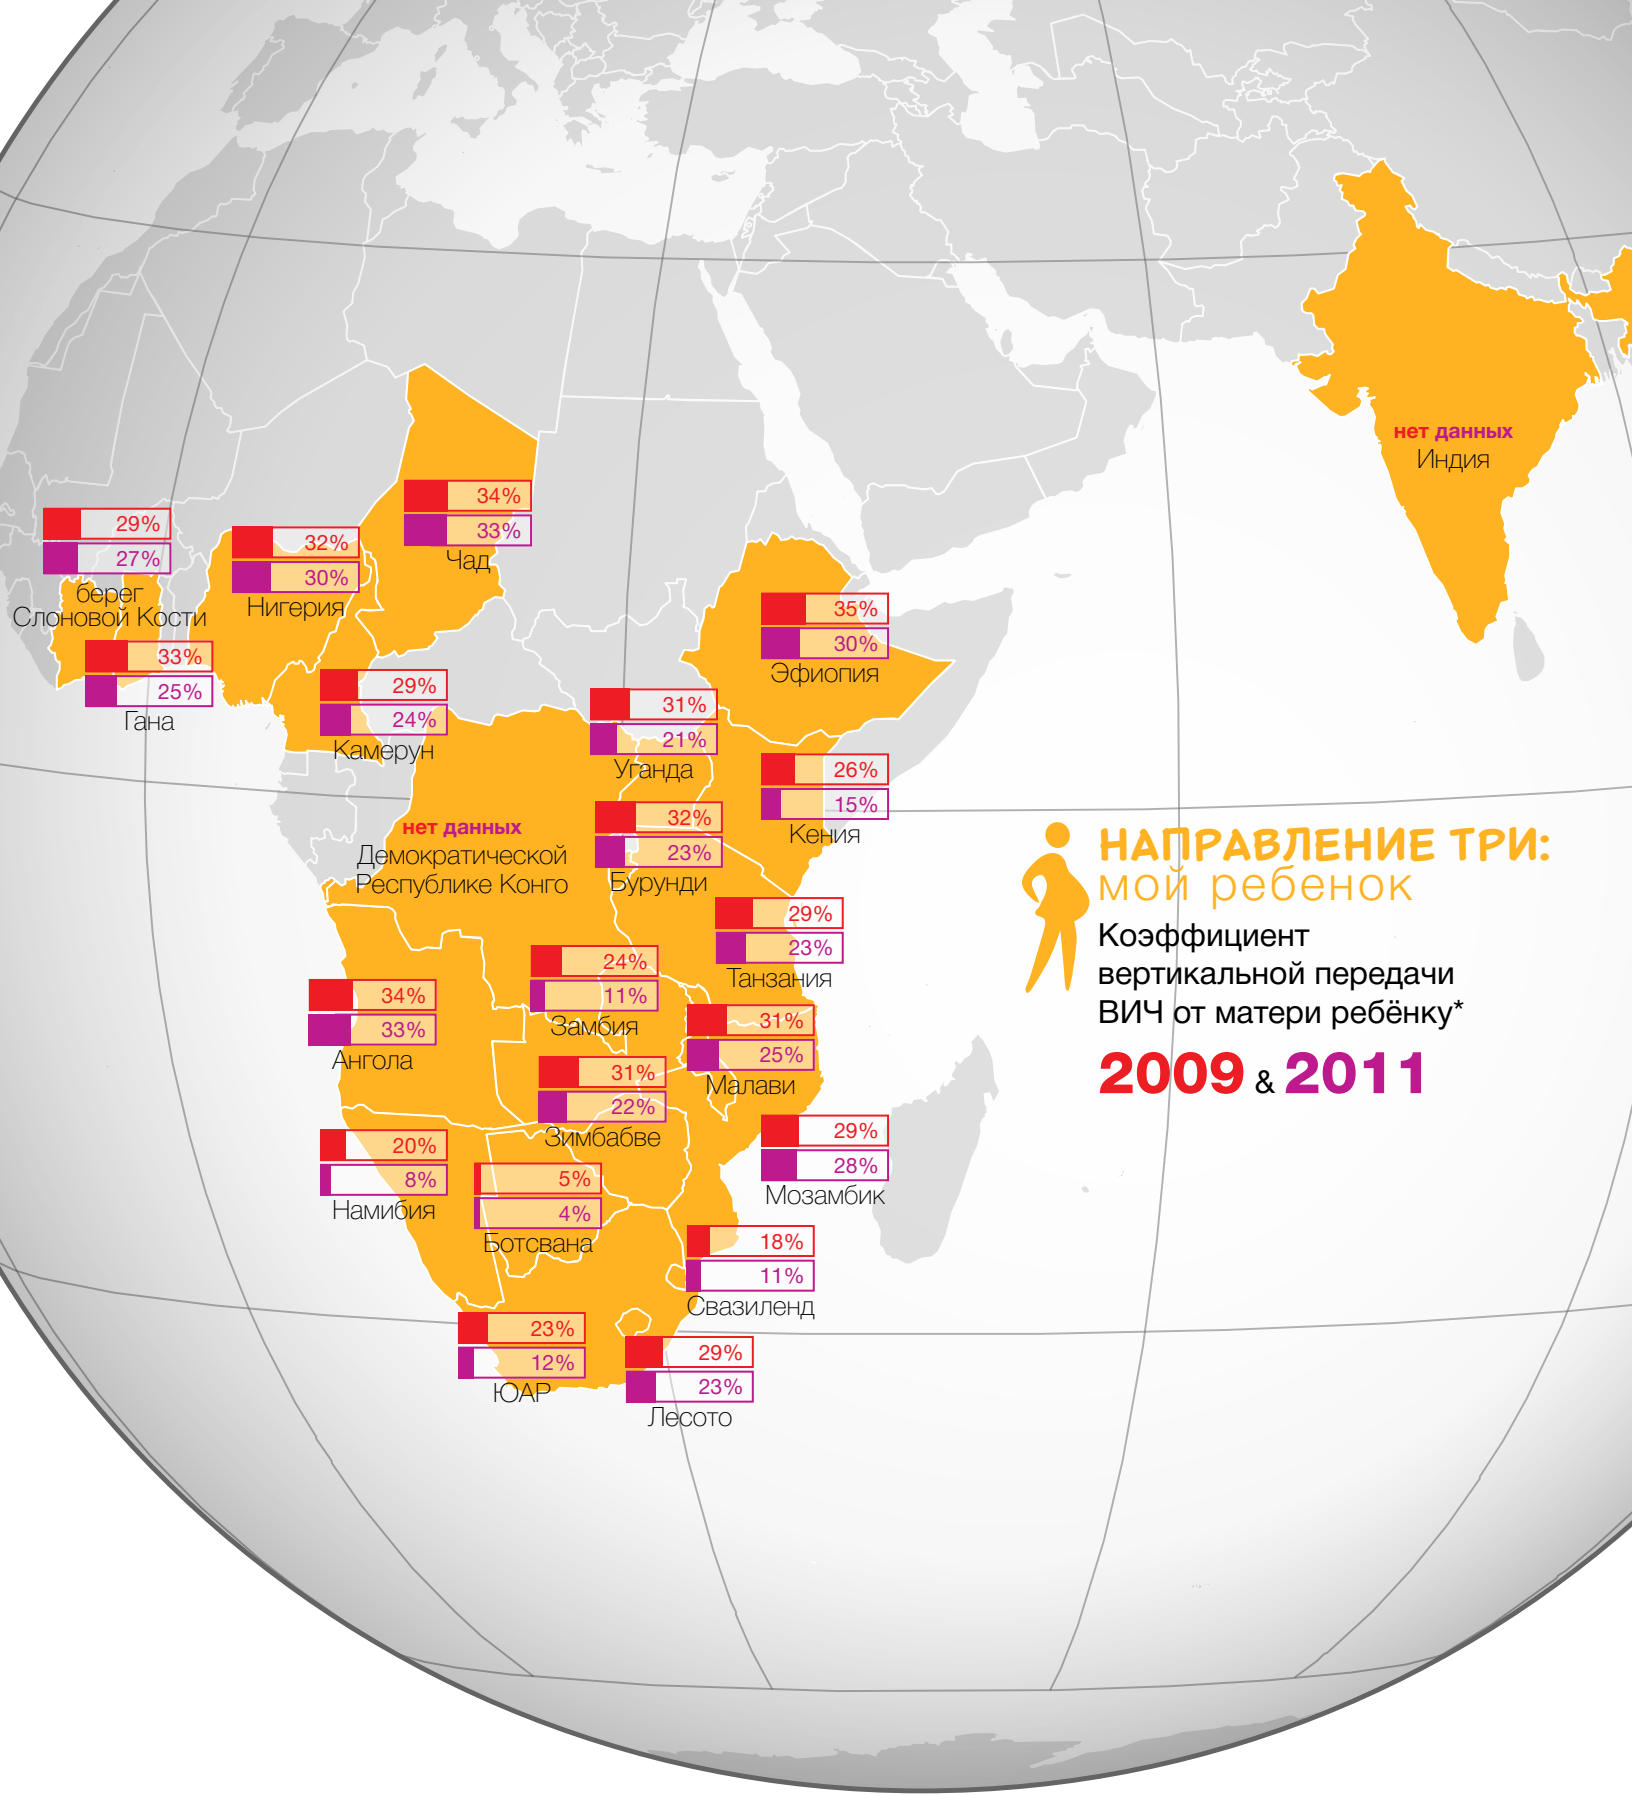 34%
33%
Чад
29%
27%
берег
Слоновой Кости
32%
30%
Нигерия
33%
25%
Гана
29%
24%
Камерун
35%
30%
Эфиопия
31%
21%
Уганда
26%
15%
Кения
нет данных
Индия
нет данных
Демократической
Республике Конго
32%
23%
Бурунди
29%
23%
Танзания
24%
11%
Замбия
34%
33%
Ангола
31%
25%
Малави
31%
22%
Зимбабве
29%
28%
Мозамбик
20%
8%
Намибия
5%
4%
Ботсвана
18%
11%
Свазиленд
23%
12%
ЮАР
29%
23%
Лесото
НАПРАВЛЕНИЕ ТРИ:
мой ребенок
Коэффициент
вертикальной передачи
ВИЧ от матери ребёнку*
2009 & 2011